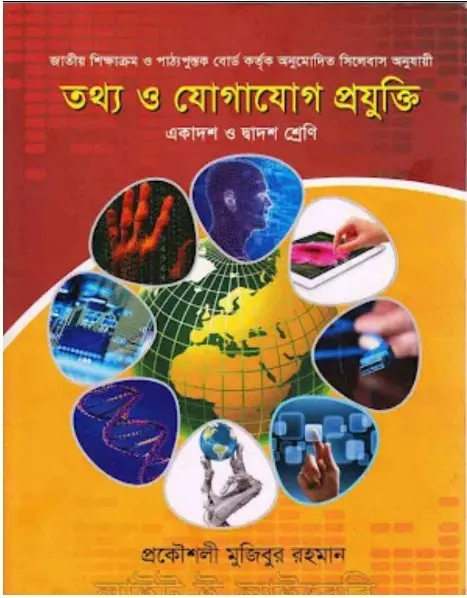 জাতীয় শিক্ষাক্রম ও পাঠ্যপুস্তক বোর্ড কর্তৃক অনুমোদিত সিলেবাস অনুযায়ী
তথ্য ও যোগাযোগ প্রযুক্তি
একাদশ ও দ্বাদশ শ্রেণি
প্রকৌশলী মুজিবুর রহমান